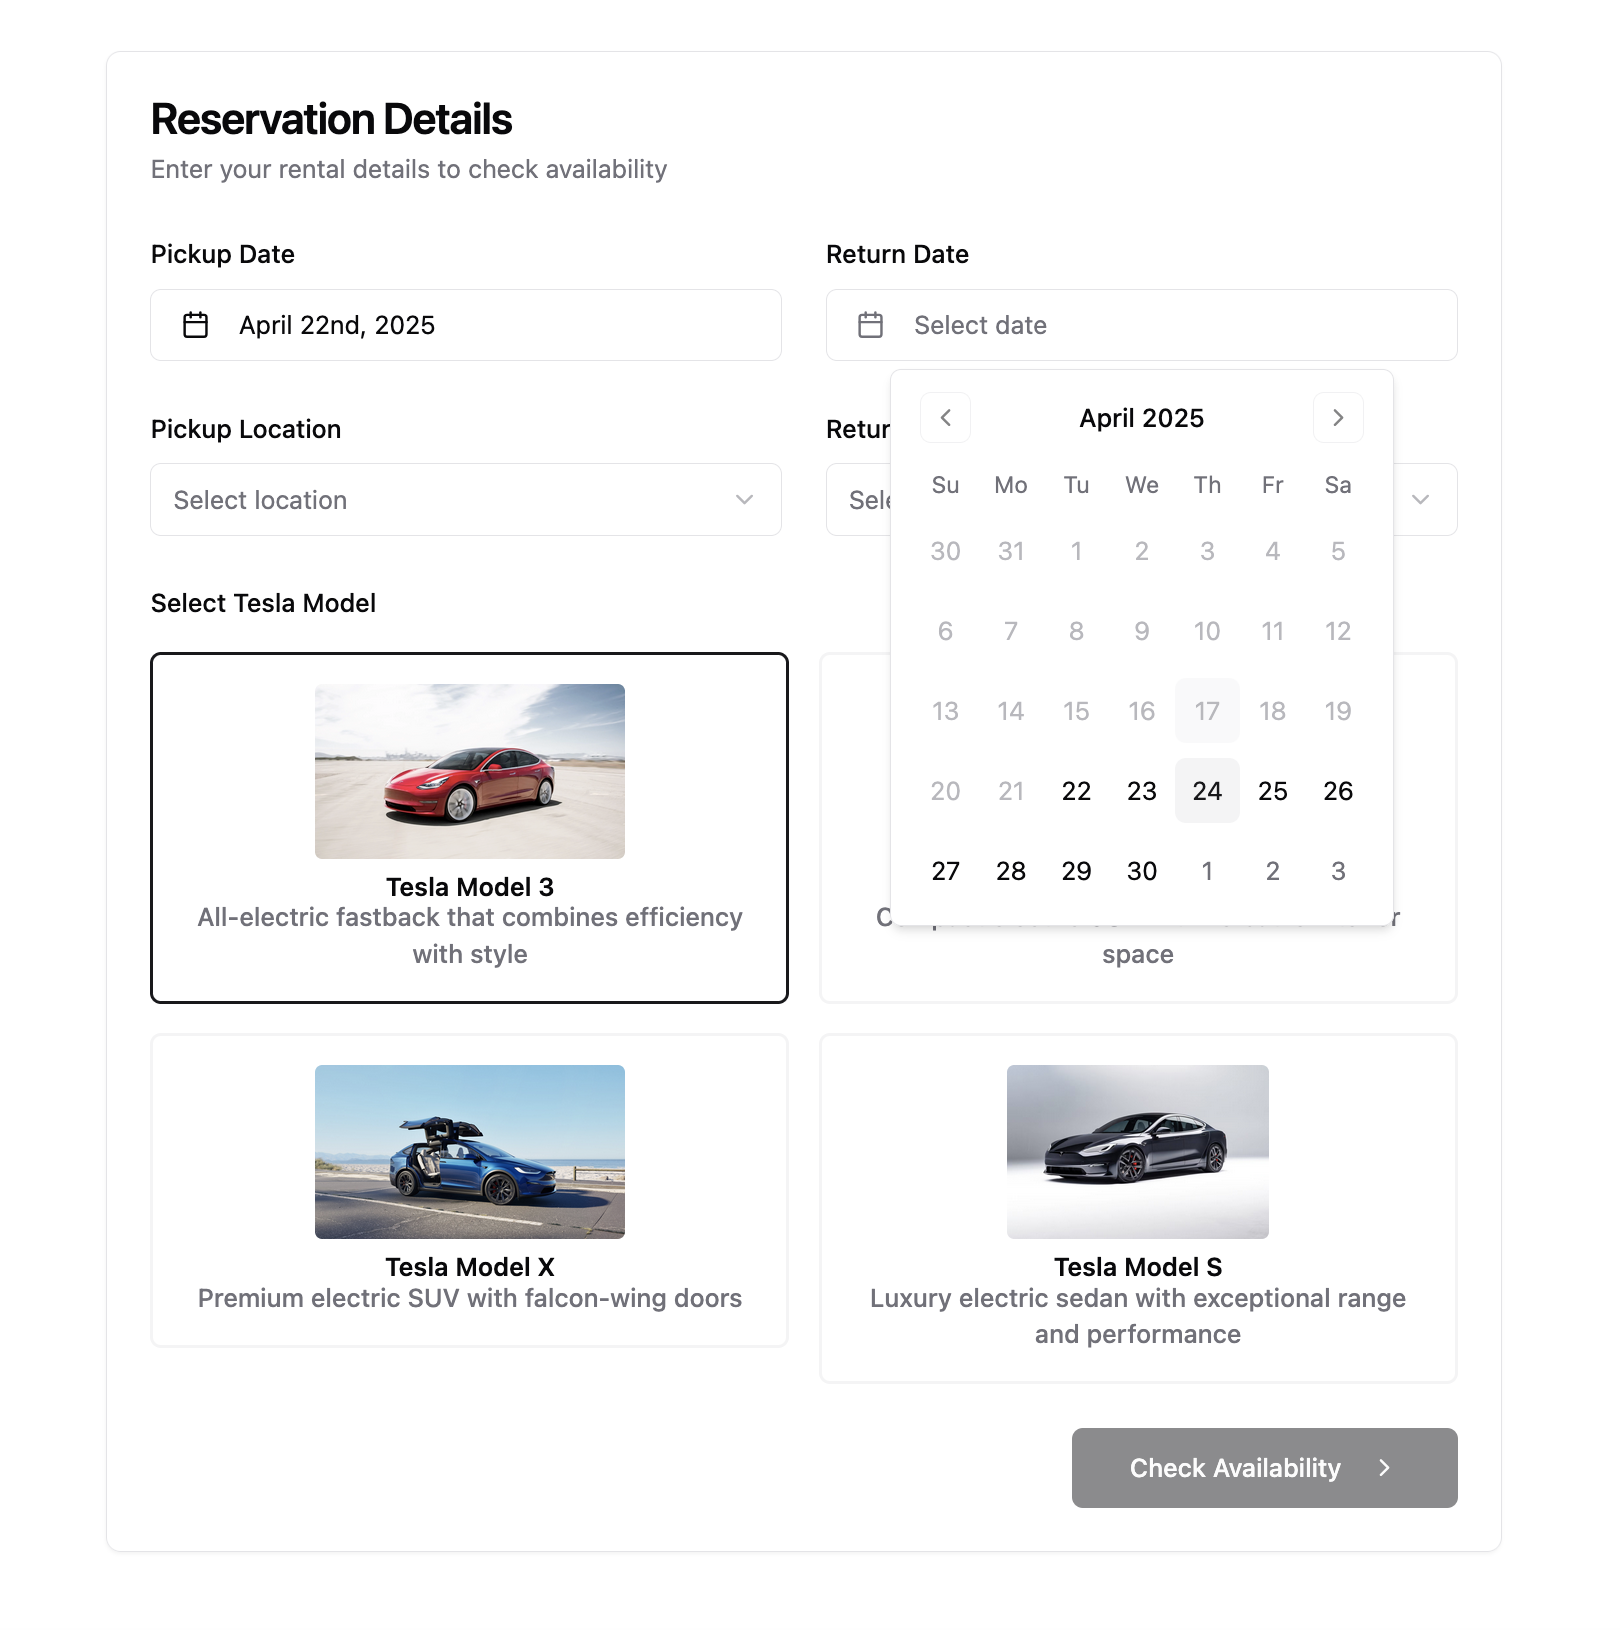 Reservation Details
Enter your rental details to check availability
Pickup Date
April 22nd, 2025
Return Date
Select date
Pickup Location
Select location
April 2025
Su Mo Tu We Th Fr Sa
30 31 1 2 3 4 5
6 7 8 9 10 11 12
13 14 15 16 17 18 19
20 21 22 23 24 25 26
27 28 29 30 1 2 3
Select Tesla Model
Tesla Model 3
All-electric fastback that combines efficiency
with style
space
Tesla Model X
Premium electric SUV with falcon-wing doors
Tesla Model S
Luxury electric sedan with exceptional range
and performance
Check Availability